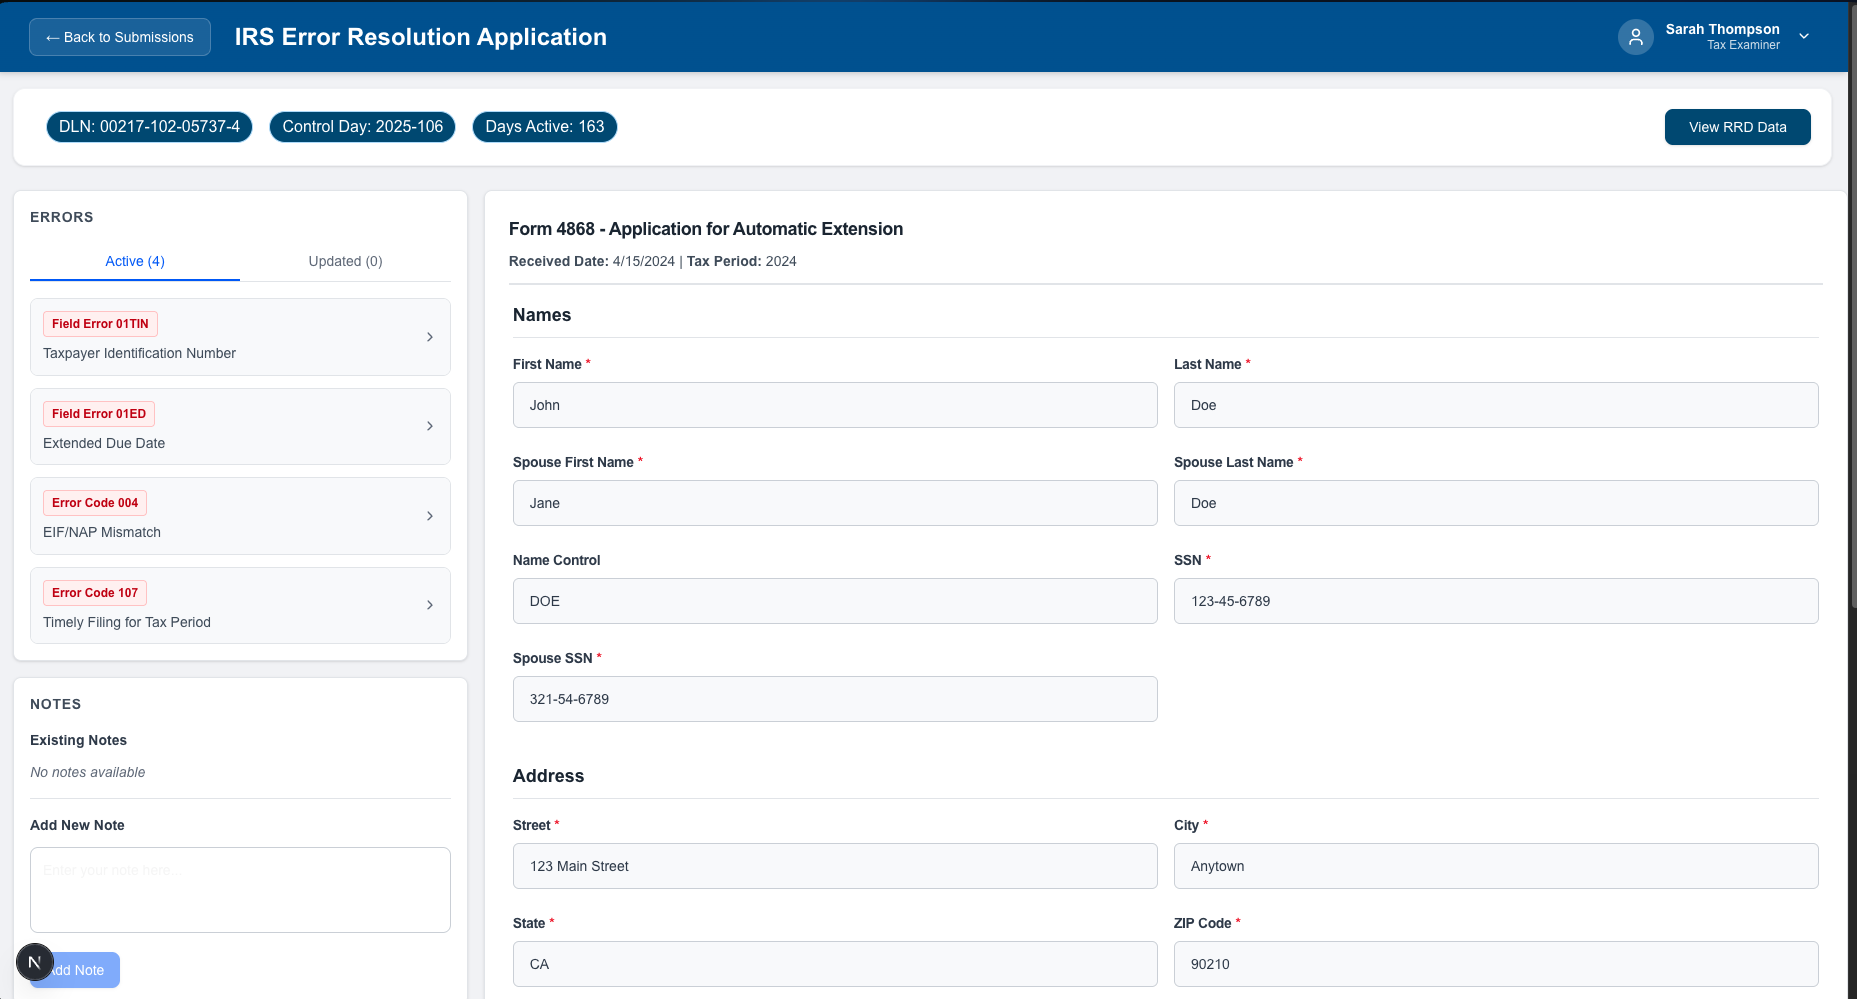 ← Back to Submissions
IRS Error Resolution Application
Sarah Thompson
Tax Examiner
DLN: 00217-102-05737-4
Control Day: 2025-106
Days Active: 163
View RRD Data
ERRORS
Active (4)
Updated (0)
Field Error 01TIN
Taxpayer Identification Number
Field Error 01ED
Extended Due Date
Error Code 004
EIF/NAP Mismatch
Error Code 107
Timely Filing for Tax Period
NOTES
Existing Notes
No notes available
Add New Note
Enter your note here...
N
dd Note
Form 4868 - Application for Automatic Extension
Received Date: 4/15/2024 | Tax Period: 2024
Names
First Name *
Last Name *
John
Doe
Spouse First Name *
Spouse Last Name *
Jane
Doe
Name Control
SSN *
DOE
123-45-6789
Spouse SSN *
321-54-6789
Address
Street *
City *
123 Main Street
Anytown
State *
ZIP Code *
CA
90210